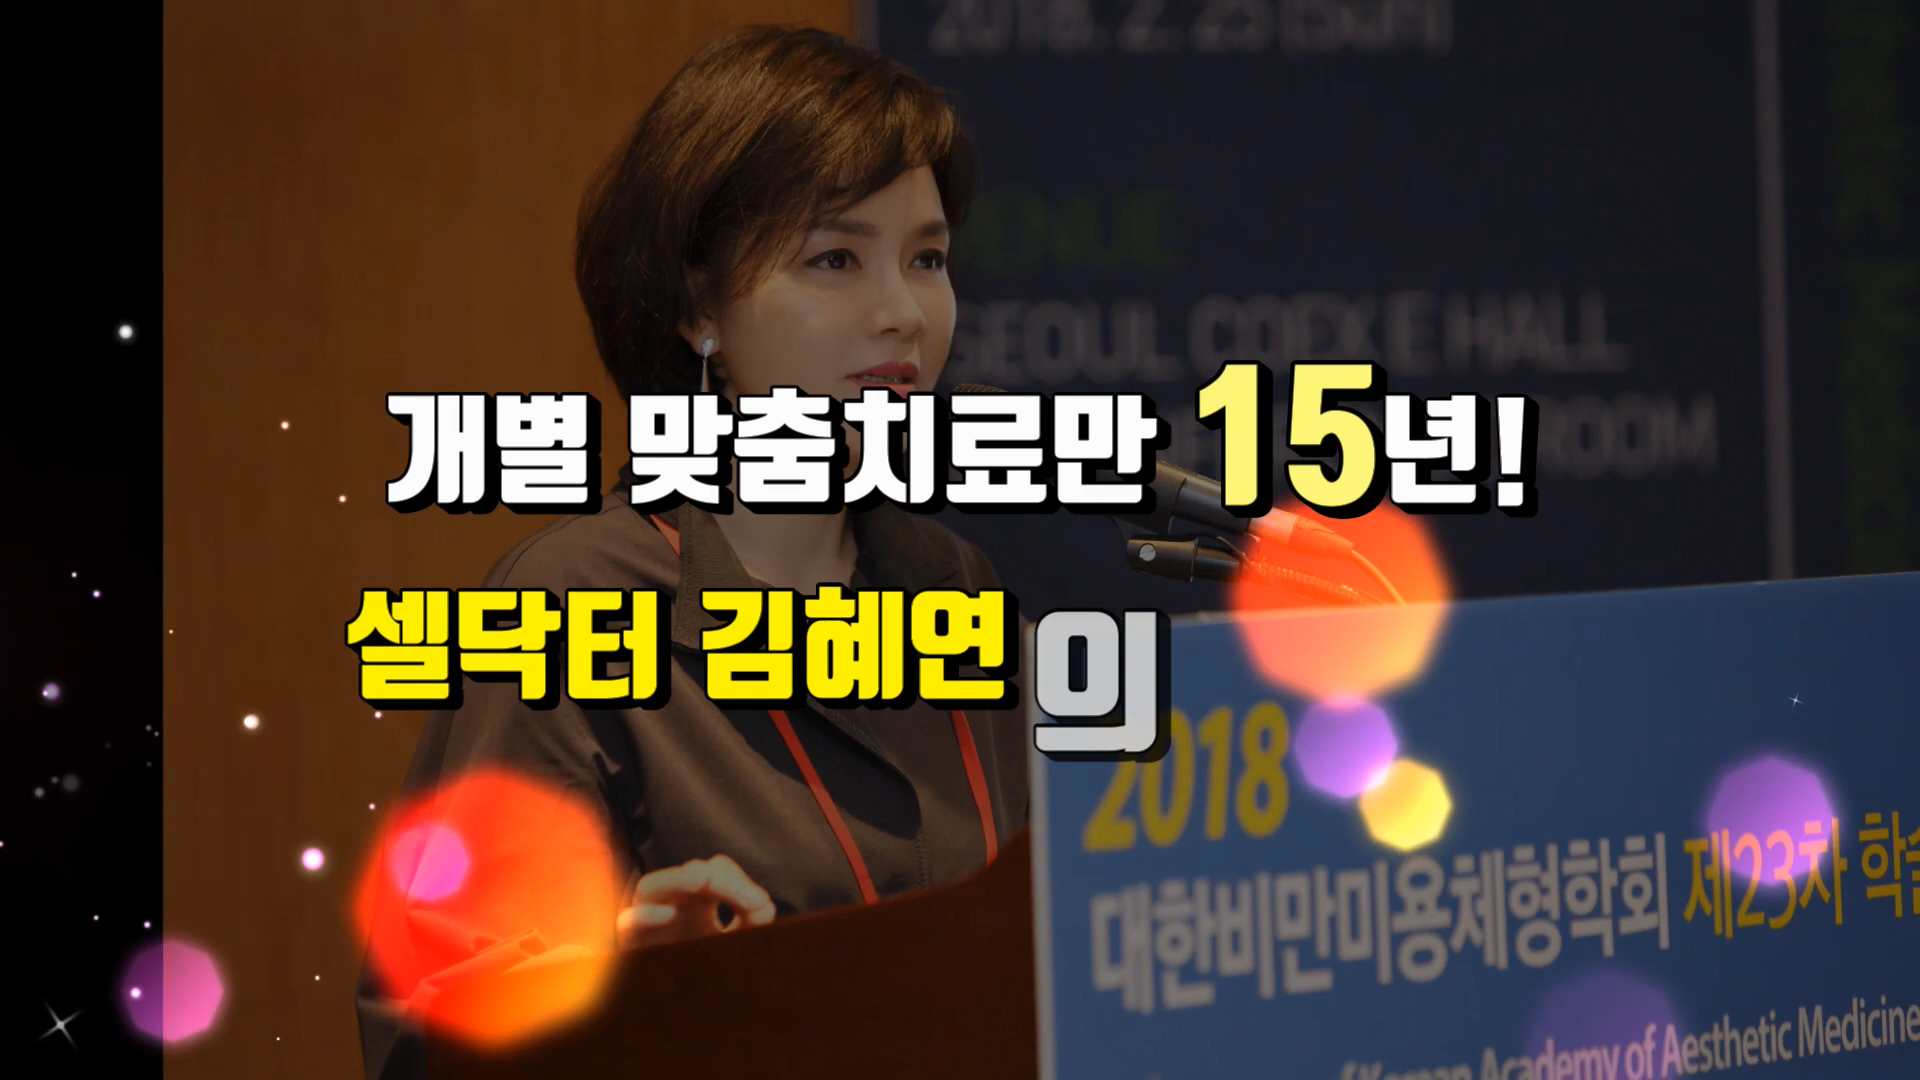 2018. 2. 25 (SUN)
VENUE
SEOUL COEX E HALL
ROOM
개별 맞춤치료만 15년!
셀닥터 김혜연의
2018
대한비만미용체형학회 제23차 학술
Korean Academy of Aesthetic Medicine